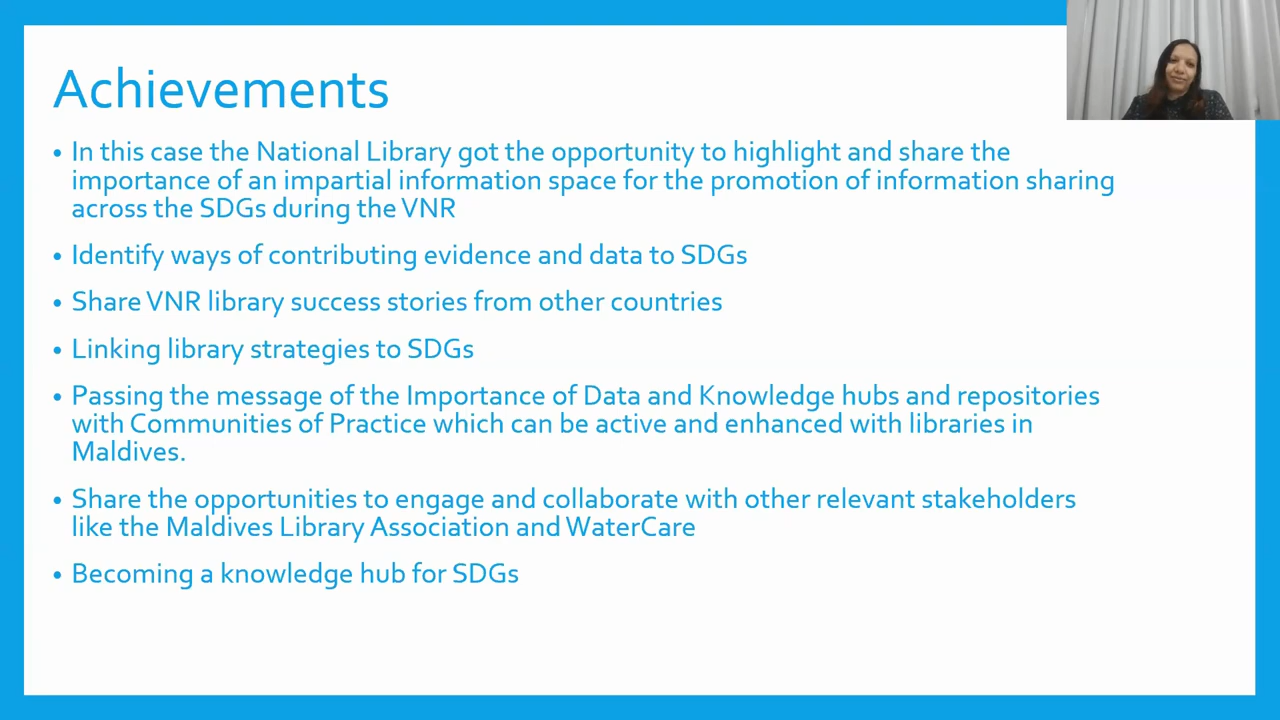 Achievements
• In this case the National Library got the opportunity to highlight and share the
importance of an impartial information space for the promotion of information sharing
across the SDGs during the VNR
• Identify ways of contributing evidence and data to SDGs
• Share VNR library success stories from other countries
• Linking library strategies to SDGs
• Passing the message of the Importance of Data and Knowledge hubs and repositories
with Communities of Practice which can be active and enhanced with libraries in
Maldives.
• Share the opportunities to engage and collaborate with other relevant stakeholders
like the Maldives Library Association and WaterCare
• Becoming a knowledge hub for SDGs